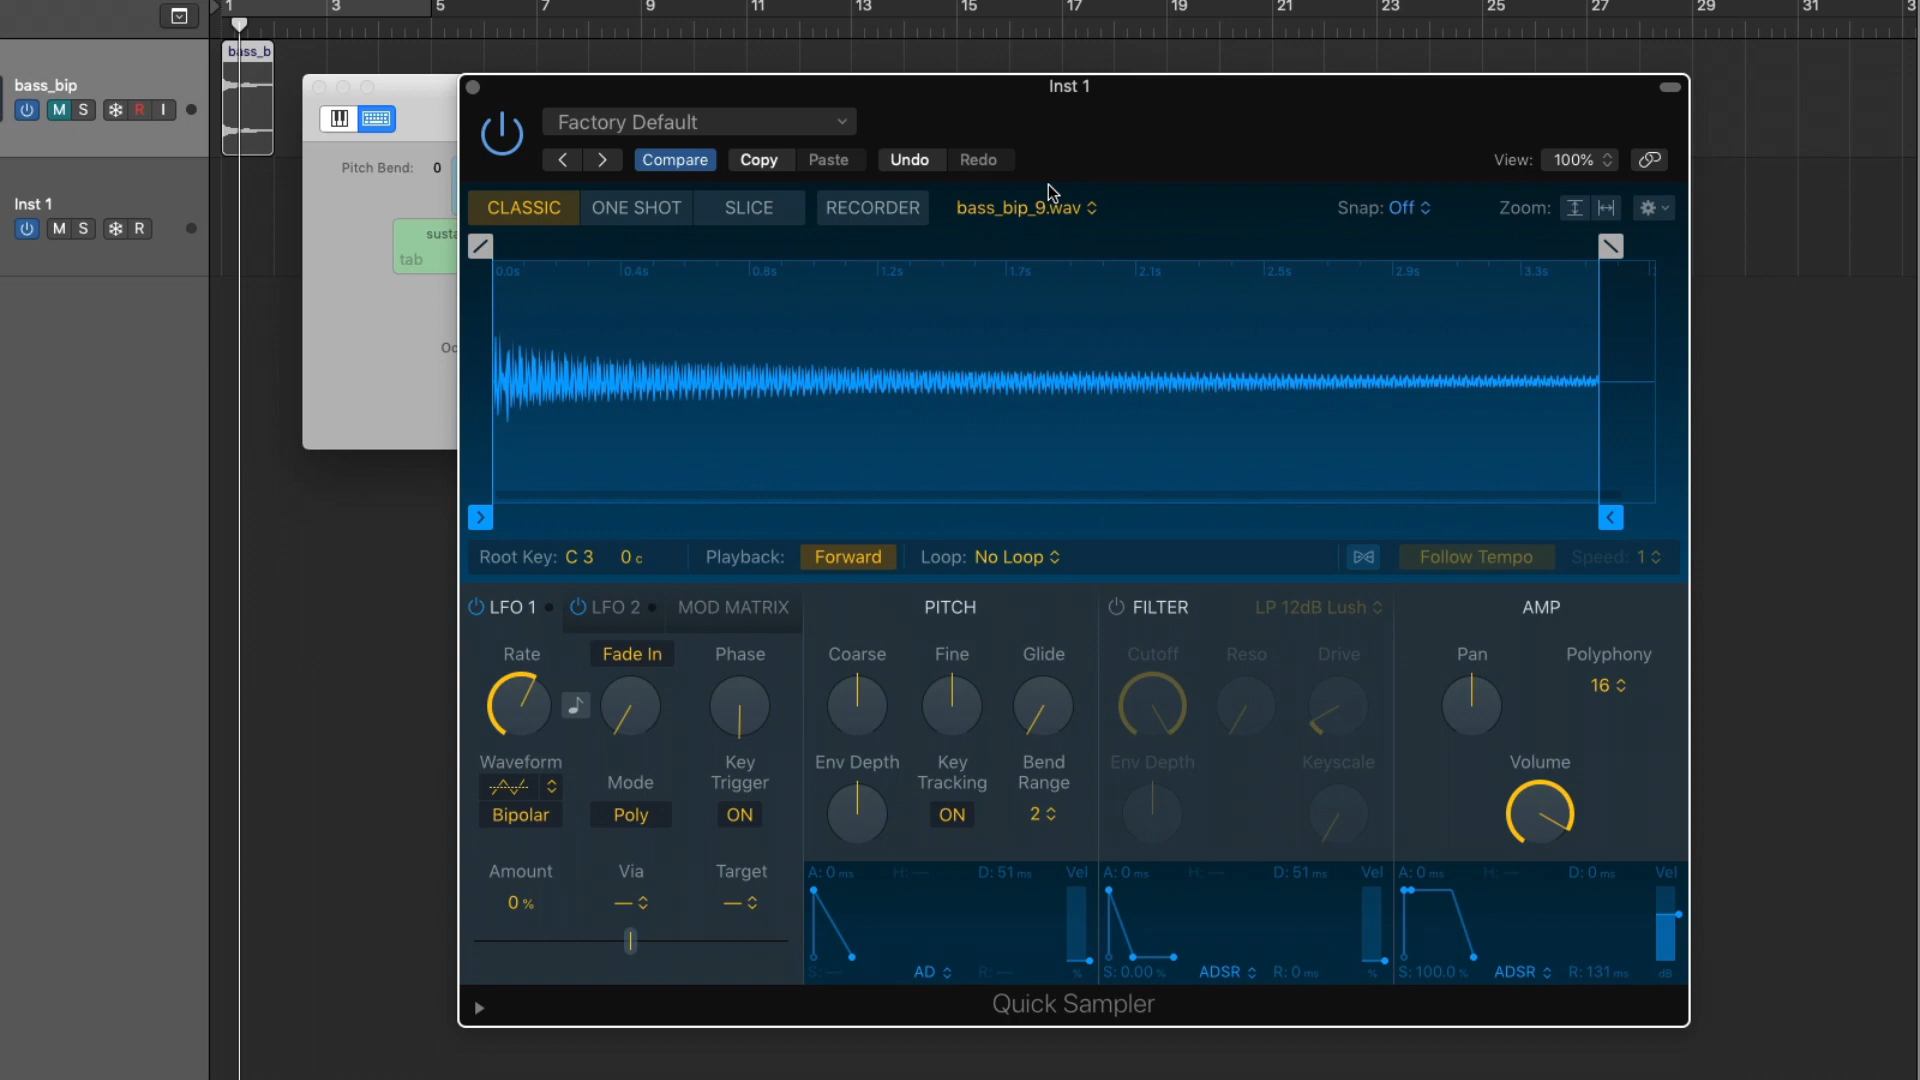 1 3 5 7 9 11 13 15 17 19 21 23 25 27 29 31 3
bass_b
bass_bip
M S R I
Inst 1
M S R
Pitch Bend: 0
susta
tab
Oc
Inst 1
Factory Default
Compare Copy Paste Undo Redo
View: 100%
CLASSIC ONE SHOT SLICE RECORDER bass_bip_9.wav Snap: Off Zoom:
0.0s 0.4s 0.8s 1.2s 1.7s 2.1s 2.5s 2.9s 3.3s
Root Key: C 3 0 c Playback: Forward Loop: No Loop Follow Tempo Speed: 1
LFO 1 LFO 2 MOD MATRIX PITCH FILTER LP 12dB Lush AMP
Rate Fade In Phase Coarse Fine Glide Cutoff Reso Drive Pan Polyphony
16
Waveform Mode Key Trigger Env Depth Key Tracking Bend Range Env Depth Keyscale Volume
Bipolar Poly ON ON 2
Amount Via Target
0 %
A: 0 ms H: D: 51 ms Vel A: 0 ms H: D: 51 ms Vel A: 0 ms H: D: 0 ms Vel
S: AD R: % S: 0.00 % ADSR R: 0 ms % S: 100.0 % ADSR R: 131 ms dB
Quick Sampler